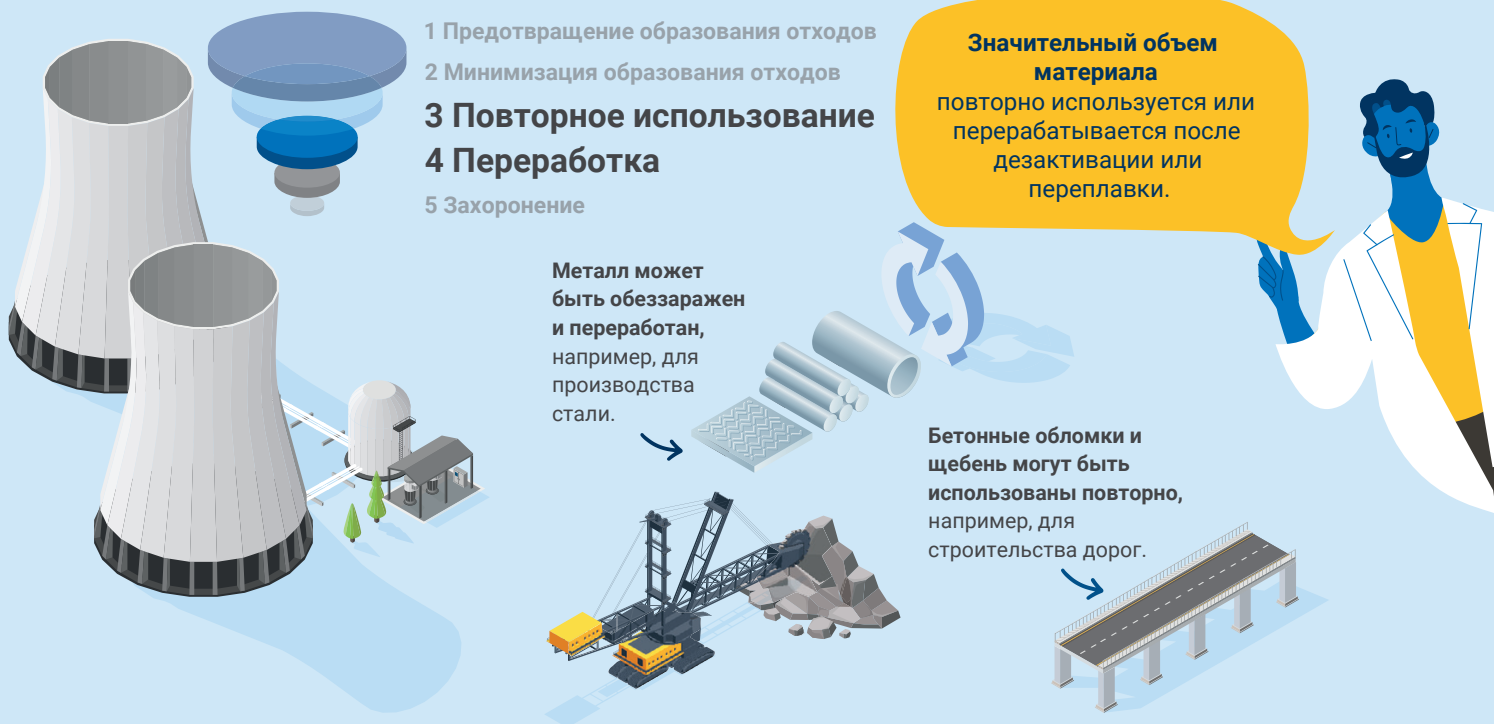 1 Предотвращение образования отходов
2 Минимизация образования отходов
3 Повторное использование
4 Переработка
5 Захоронение
Значительный объем
материала
повторно используется или
перерабатывается после
дезактивации или
переплавки.
Металл может
быть обеззаражен
и переработан,
например, для
производства
стали.
Бетонные обломки и
щебень могут быть
использованы повторно,
например, для
строительства дорог.